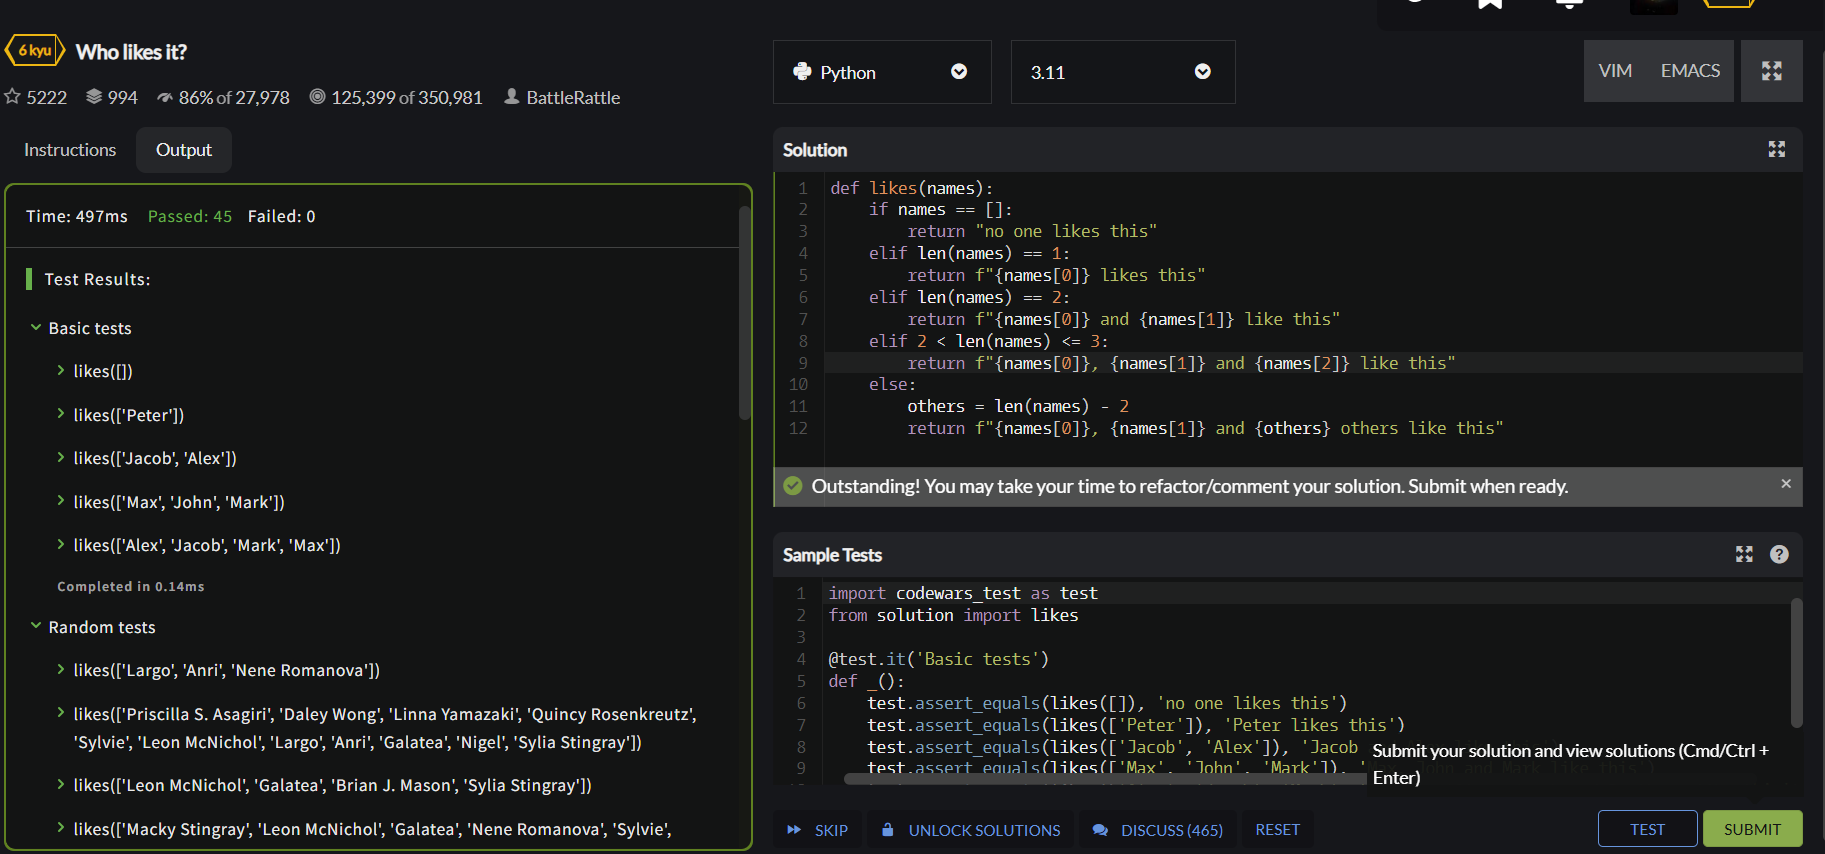 6 kyu Who likes it?
5222 994 86% of 27,978 125,399 of 350,981 BattleRattle
Instructions Output
Time: 497ms Passed: 45 Failed: 0
Test Results:
Basic tests
likes([])
likes(['Peter'])
likes(['Jacob', 'Alex'])
likes(['Max', 'John', 'Mark'])
likes(['Alex', 'Jacob', 'Mark', 'Max'])
Completed in 0.14ms
Random tests
likes(['Largo', 'Anri', 'Nene Romanova'])
likes(['Priscilla S. Asagiri', 'Daley Wong', 'Linna Yamazaki', 'Quincy Rosenkreutz',
'Sylvie', 'Leon McNichol', 'Largo', 'Anri', 'Galatea', 'Nigel', 'Sylia Stingray'])
likes(['Leon McNichol', 'Galatea', 'Brian J. Mason', 'Sylia Stingray'])
likes(['Macky Stingray', 'Leon McNichol', 'Galatea', 'Nene Romanova', 'Sylvie',
Python 3.11 VIM EMACS
Solution
1 def likes(names):
2     if names == []:
3         return "no one likes this"
4     elif len(names) == 1:
5         return f"{names[0]} likes this"
6     elif len(names) == 2:
7         return f"{names[0]} and {names[1]} like this"
8     elif 2 < len(names) <= 3:
9         return f"{names[0]}, {names[1]} and {names[2]} like this"
10     else:
11         others = len(names) - 2
12         return f"{names[0]}, {names[1]} and {others} others like this"
Outstanding! You may take your time to refactor/comment your solution. Submit when ready. ×
Sample Tests ?
1 import codewars_test as test
2 from solution import likes
3
4 @test.it('Basic tests')
5 def _():
6     test.assert_equals(likes([]), 'no one likes this')
7     test.assert_equals(likes(['Peter']), 'Peter likes this')
8     test.assert_equals(likes(['Jacob', 'Alex']), 'Jacob
9     test.assert_equals(likes(['Max', 'John', 'Mark']), '
Submit your solution and view solutions (Cmd/Ctrl +
Enter)
SKIP UNLOCK SOLUTIONS DISCUSS (465) RESET TEST SUBMIT